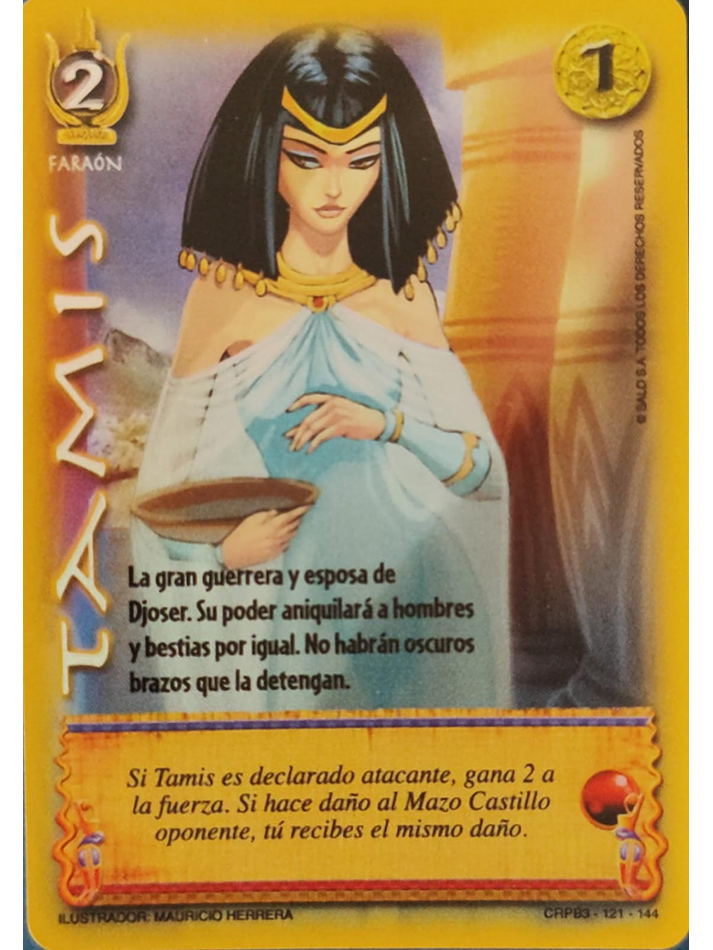 2
1
FARAÓN
TAMIS
© SALO S.A. TODOS LOS DERECHOS RESERVADOS
La gran guerrera y esposa de
Djoser. Su poder aniquilará a hombres
y bestias por igual. No habrán oscuros
brazos que la detengan.
Si Tamis es declarado atacante, gana 2 a
la fuerza. Si hace daño al Mazo Castillo
oponente, tú recibes el mismo daño.
ILUSTRADOR: MAURICIO HERRERA
CRPB3 - 121 - 144